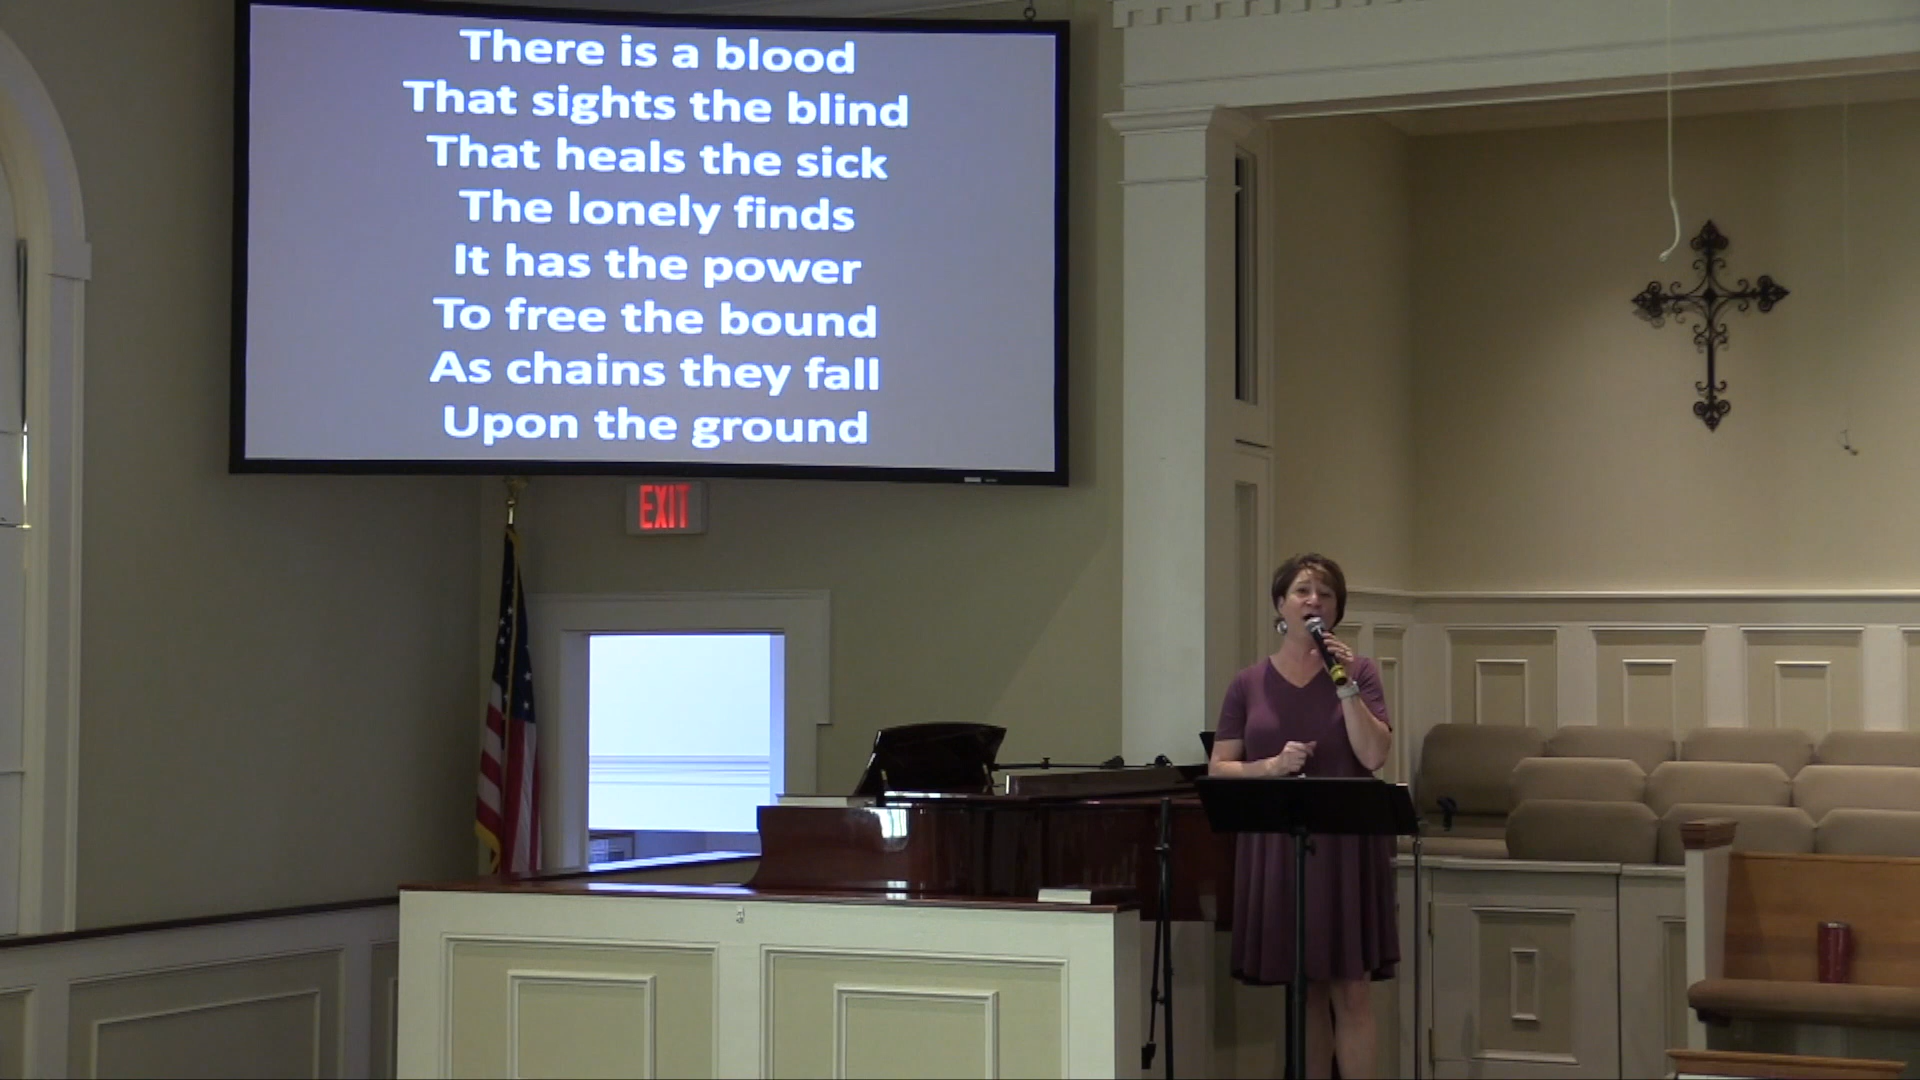 There is a blood
That sights the blind
That heals the sick
The lonely finds
It has the power
To free the bound
As chains they fall
Upon the ground
EXIT